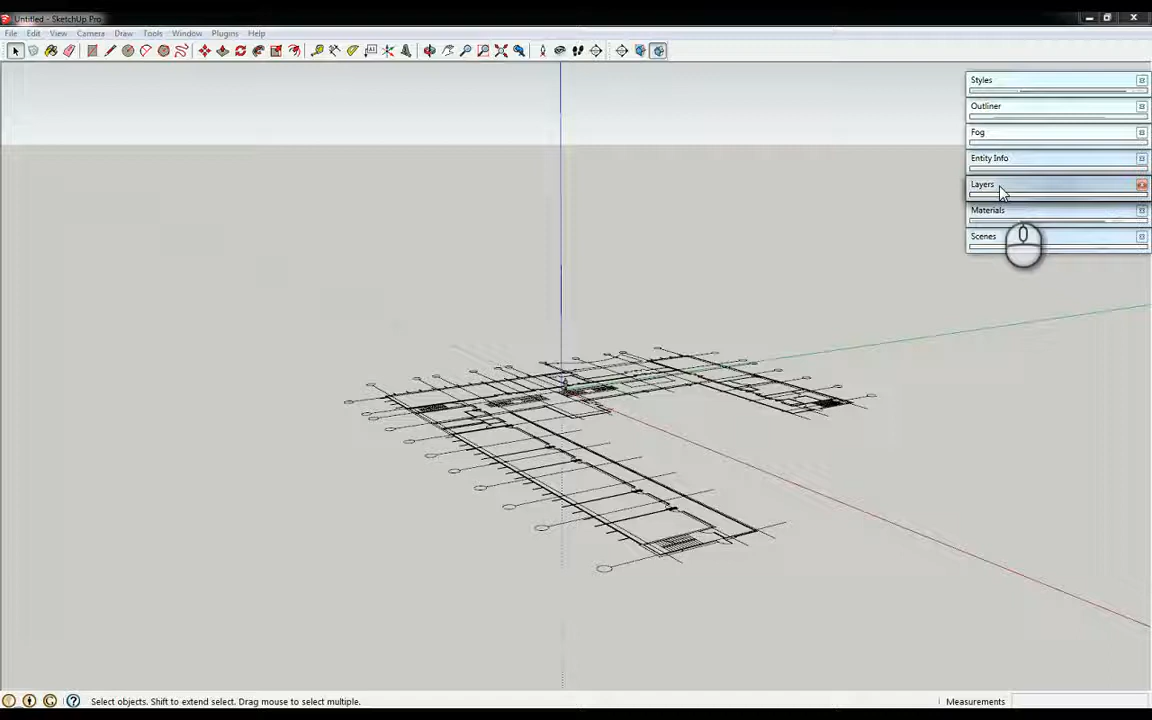 Untitled - SketchUp Pro
File Edit View Camera Draw Tools Window Plugins Help
Styles
Outliner
Fog
Entity Info
Layers
Materials
Scenes
Select objects. Shift to extend select. Drag mouse to select multiple.
Measurements